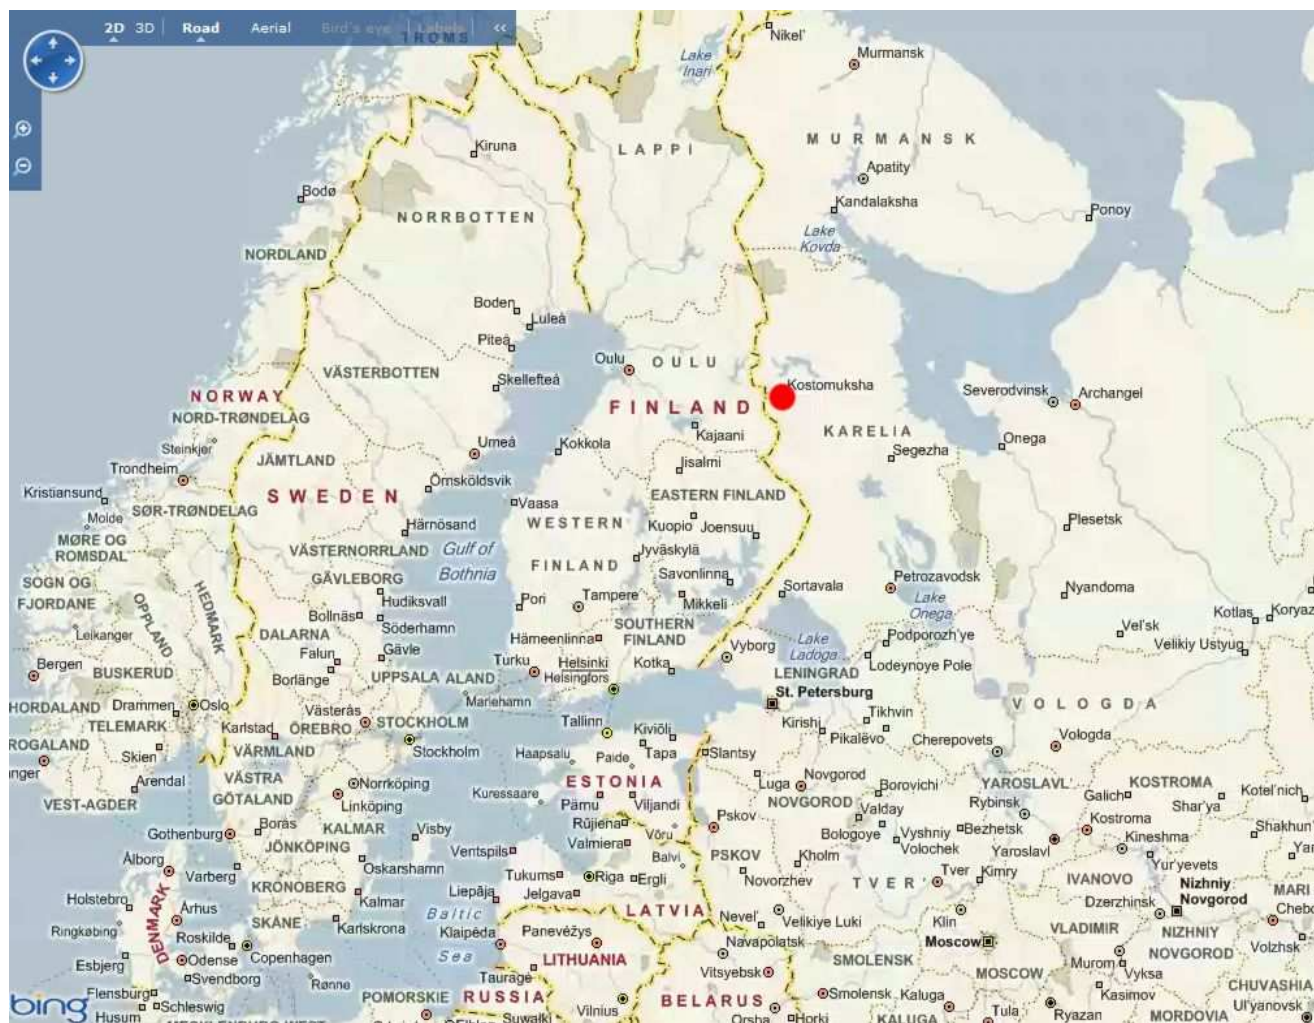 2D 3D Road Aerial Bird's eye Labels <<
TROMS
Nikel'
Lake
Inari
Murmansk
MURMANSK
LAPPI
Kiruna
Apatity
Bodø
Kandalaksha
Ponoy
NORRBOTTEN
Lake
Kovda
NORDLAND
Boden
Luleå
Piteå
Oulu
OULU
VÄSTERBOTTEN
Skellefteå
Kostomuksha
Severodvinsk
Archangel
NORWAY
FINLAND
NORD-TRØNDELAG
Kajaani
KARELIA
Steinkjer
Umeå
Kokkola
Segezha
Onega
JÄMTLAND
Iisalmi
Trondheim
Örnsköldsvik
Kristiansund
SWEDEN
EASTERN FINLAND
Vaasa
SØR-TRØNDELAG
Molde
WESTERN
Kuopio
Joensuu
Plesetsk
Härnösand
MØRE OG
ROMSDAL
VÄSTERNORRLAND
Gulf of
Bothnia
Jyväskylä
FINLAND
SOGN OG
FJORDANE
GÄVLEBORG
Savonlinna
Petrozavodsk
HEDMARK
OPPLAND
Hudiksvall
Tampere
Mikkeli
Sortavala
Lake
Onega
Nyandoma
Pori
Bollnäs
Söderhamn
Kotlas
Koryaz
Leikanger
DALARNA
Hämeenlinna
SOUTHERN
FINLAND
Lake
Ladoga
Podporozh'ye
Vel'sk
Velikiy Ustyug
Bergen
Falun
Gävle
Turku
Helsinki
Helsingfors
Kotka
Vyborg
Lodeynoye Pole
BUSKERUD
Borlänge
UPPSALA
ALAND
LENINGRAD
Mariehamn
St. Petersburg
HORDALAND
Drammen
Oslo
VOLOGDA
TELEMARK
Karlstad
Västerås
ÖREBRO
STOCKHOLM
Tallinn
Kiviõli
Kirishi
Tikhvin
Pikalëvo
Cherepovets
Vologda
ROGALAND
Skien
VÄRMLAND
Stockholm
Haapsalu
Paide
Tapa
Slantsy
nger
Arendal
VÄSTRA
GÖTALAND
Norrköping
ESTONIA
Luga
Novgorod
Borovichi
YAROSLAVL'
KOSTROMA
VEST-AGDER
Linköping
Kuressaare
Pärnu
Viljandi
NOVGOROD
Valday
Rybinsk
Galich
Shar'ya
Kotel'nich
Gothenburg
Borås
KALMAR
Visby
Rūjiena
Võru
Pskov
Bologoye
Vyshniy
Volochek
Bezhetsk
Kostroma
Kineshma
Shakhun'
JÖNKÖPING
Valmiera
Yaroslavl
Ålborg
Varberg
Oskarshamn
Ventspils
Balvi
PSKOV
Kholm
Yur'yevets
Yar
Holstebro
KRONOBERG
Tukums
Riga
Ergli
Novorzhev
TVER'
Tver
Kimry
IVANOVO
Nizhniy
Novgorod
MARI
Liepāja
Jelgava
Dzerzhinsk
DENMARK
Århus
Kalmar
Baltic
Sea
LATVIA
Nevel'
Velikiye Luki
Klin
Chebo
Ringkøbing
SKÅNE
Karlskrona
Klaipėda
Panevėžys
VLADIMIR
NIZHNIY
NOVGOROD
Roskilde
Navapolatsk
Moscow
Volzhsk
Esbjerg
Odense
Copenhagen
LITHUANIA
Vitsyebsk
SMOLENSK
MOSCOW
Murom
Vyksa
Svendborg
Rønne
Tauragė
CHUVASHIA
Flensburg
Schleswig
POMORSKIE
RUSSIA
Vilnius
BELARUS
Smolensk
Kaluga
Kasimov
Ul'yanovsk
bing
Husum
Suwałki
Orsha
Horki
KALUGA
Tula
Ryazan
MORDOVIA